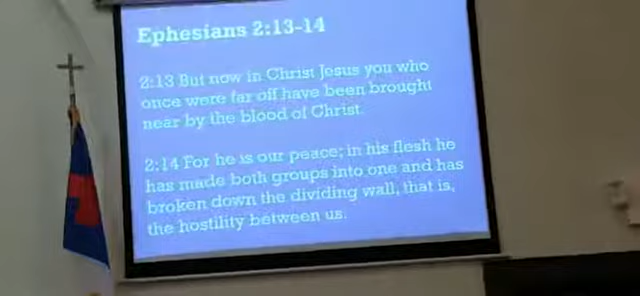 Ephesians 2:13-14
2:13 But now in Christ Jesus you who
once were far off have been brought
near by the blood of Christ.
2:14 For he is our peace; in his flesh he
has made both groups into one and has
broken down the dividing wall, that is,
the hostility between us.